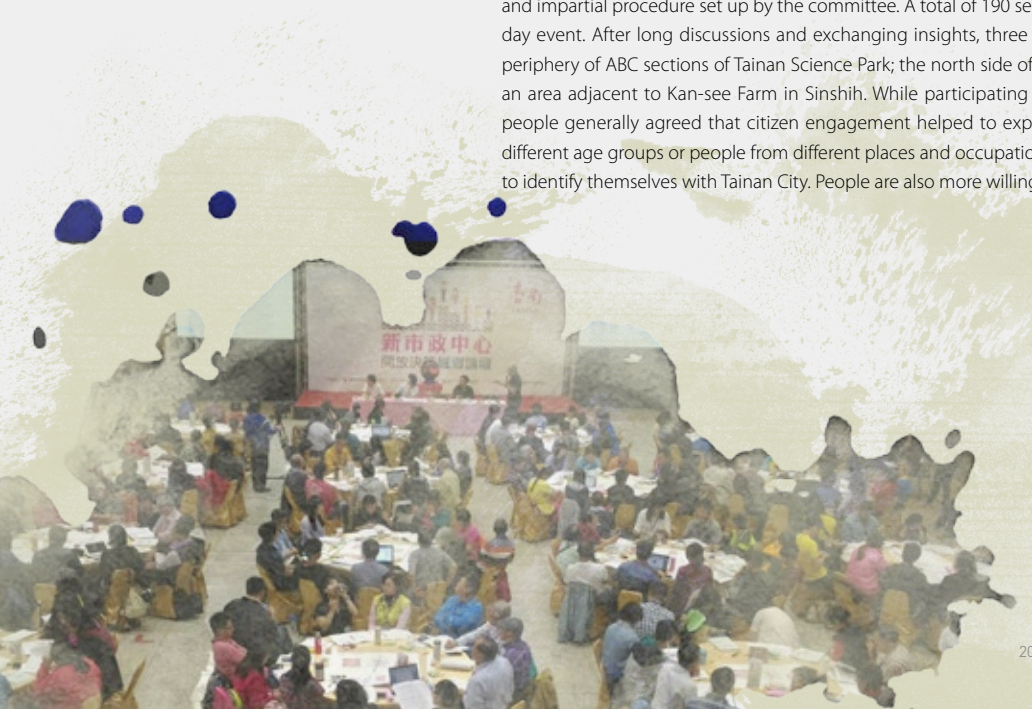 and impartial procedure set up by the committee. A total of 190 se
day event. After long discussions and exchanging insights, three
periphery of ABC sections of Tainan Science Park; the north side of
an area adjacent to Kan-see Farm in Sinshih. While participating
people generally agreed that citizen engagement helped to exp
different age groups or people from different places and occupatio
to identify themselves with Tainan City. People are also more willing
新市政中心
20